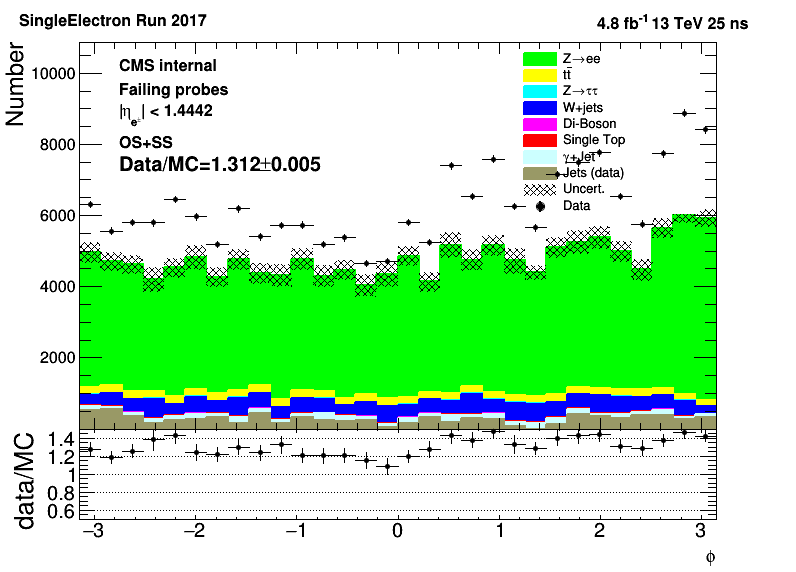 SingleElectron Run 2017
4.8 fb⁻¹ 13 TeV 25 ns
Number
10000
8000
6000
4000
2000
CMS internal
Failing probes
|ηe±| < 1.4442
OS+SS
Data/MC=1.312±0.005
Z→ee
tt̄
Z→ττ
W+jets
Di-Boson
Single Top
γ+Jet
Jets (data)
Uncert.
Data
data/MC
1.4
1.2
1
0.8
0.6
−3 −2 −1 0 1 2 3
ϕ